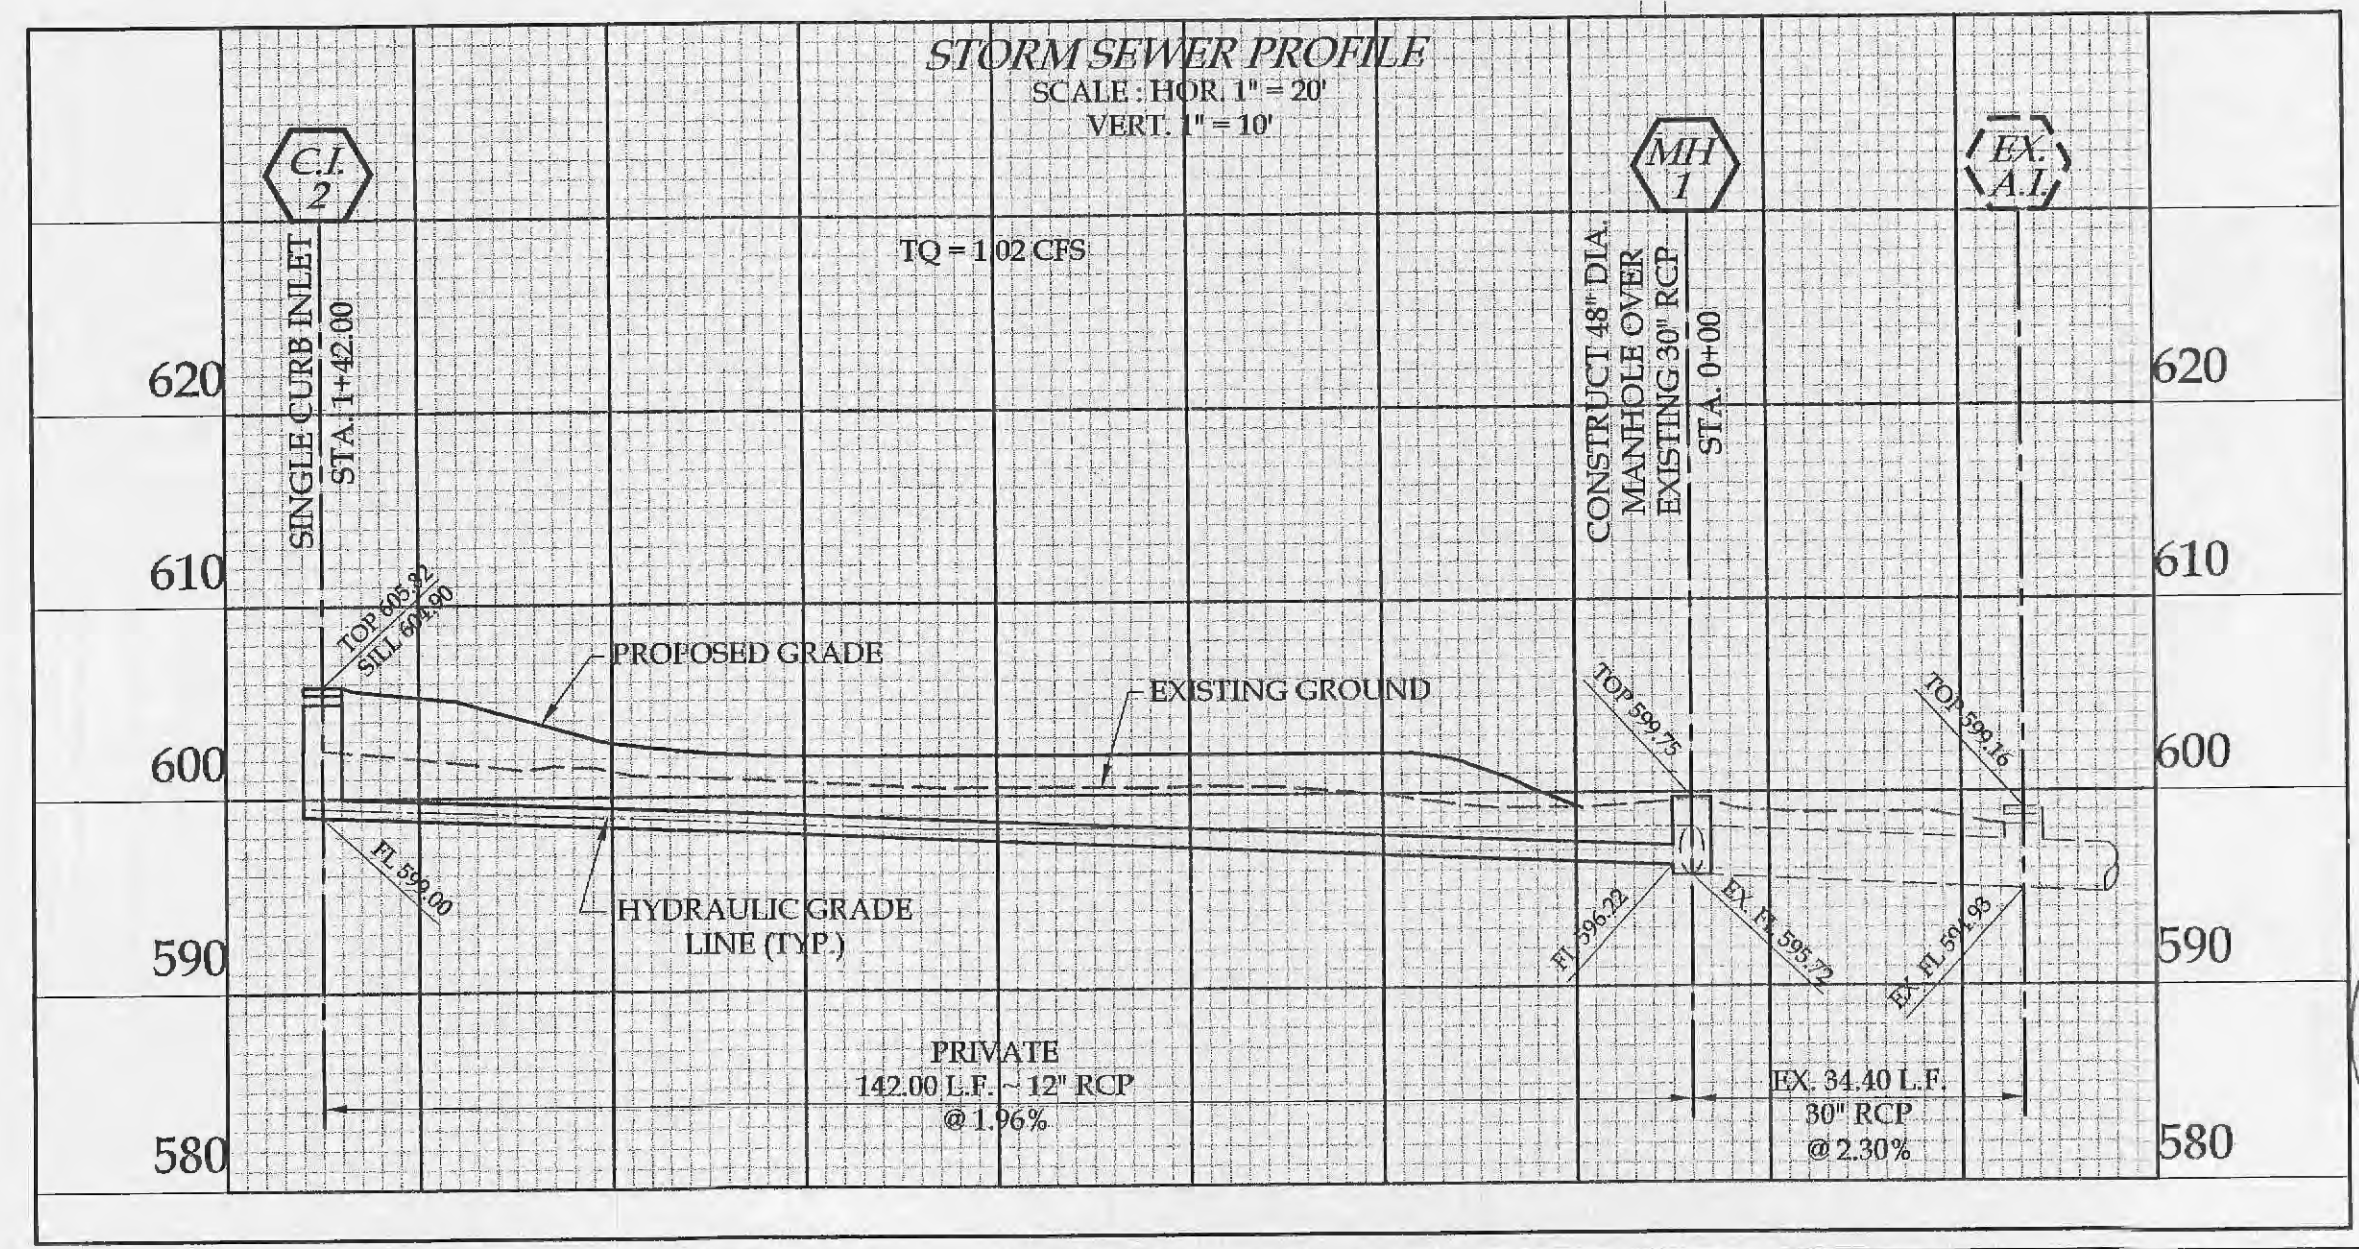 STORM SEWER PROFILE
SCALE : HOR. 1" = 20'
VERT. 1" = 10'
C.I.
2
MH
1
EX.
A.I.
SINGLE CURB INLET
STA. 1+42.00
TQ = 1.02 CFS
CONSTRUCT 48" DIA.
MANHOLE OVER
EXISTING 30" RCP
STA. 0+00
620
620
610
610
TOP 605.32
SILL 604.90
PROPOSED GRADE
EXISTING GROUND
TOP 599.75
TOP 599.16
600
600
FL 599.00
HYDRAULIC GRADE
LINE (TYP.)
FL 596.22
EX. FL 595.72
EX. FL 594.93
590
590
PRIVATE
142.00 L.F. ~ 12" RCP
@ 1.96%
EX. 34.40 L.F.
30" RCP
@ 2.30%
580
580